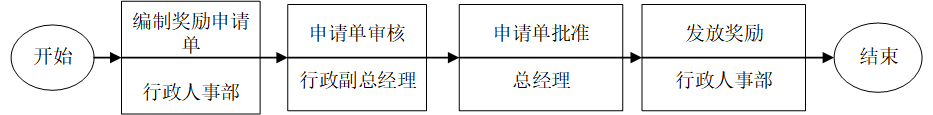 开始
编制奖励申请
单
行政人事部
申请单审核
行政副总经理
申请单批准
总经理
发放奖励
行政人事部
结束